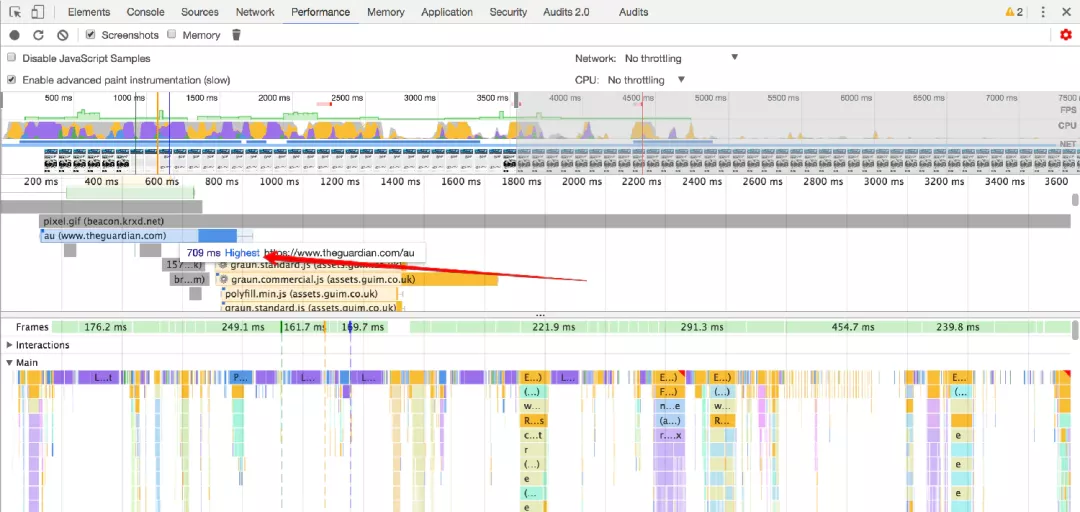 Elements Console Sources Network Performance Memory Application Security Audits 2.0 Audits 2
Screenshots Memory
Disable JavaScript Samples Network: No throttling
Enable advanced paint instrumentation (slow) CPU: No throttling
500 ms 1000 ms 1500 ms 2000 ms 2500 ms 3000 ms 3500 ms 4000 ms 4500 ms 5000 ms 5500 ms 6000 ms 6500 ms 7000 ms 7500
FPS
CPU
NET
200 ms 400 ms 600 ms 800 ms 1000 ms 1200 ms 1400 ms 1600 ms 1800 ms 2000 ms 2200 ms 2400 ms 2600 ms 2800 ms 3000 ms 3200 ms 3400 ms 3600
pixel.gif (beacon.krxd.net)
au (www.theguardian.com)
709 ms Highest https://www.theguardian.com/au
157...k) graun.standard.js (assets.guim.co.uk)
br...m) graun.commercial.js (assets.guim.co.uk)
polyfill.min.js (assets.guim.co.uk)
graun.standard.js (assets.guim.co.uk)
Frames 176.2 ms 249.1 ms 161.7 ms 169.7 ms 221.9 ms 291.3 ms 454.7 ms 239.8 ms
Interactions
Main
L...t P... L... L... E...) L... E...) E...) E...)
(...) F...) (...) (...
w... n...e w...
R...s (a...) R...
c...t r....x e
r
(...) e
e
(... e
e